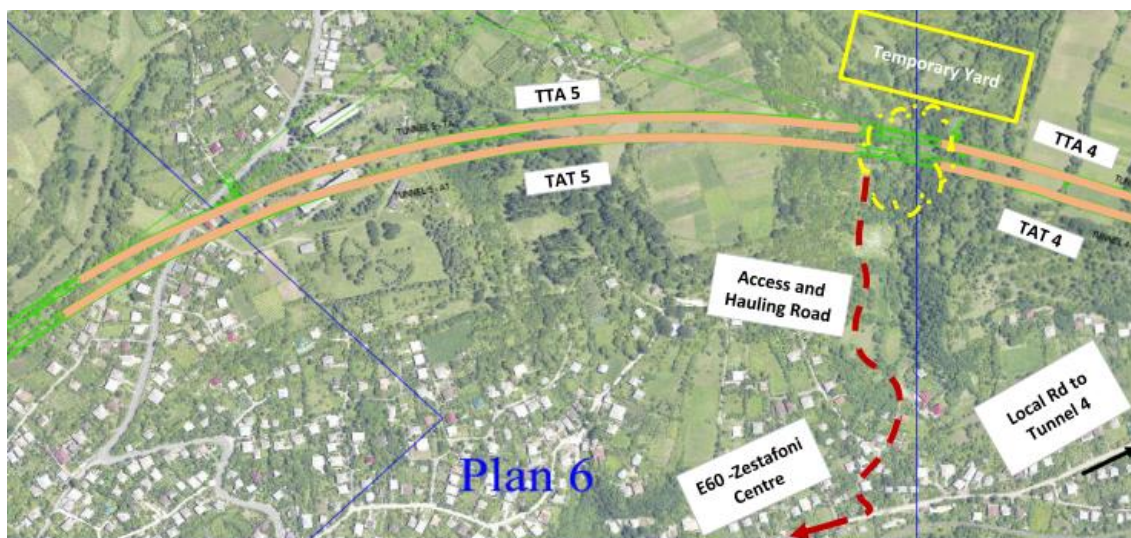 Temporary Yard
TTA 5
TTA 4
TAT 5
TAT 4
Access and
Hauling Road
Local Rd to
Tunnel 4
E60 -Zestafoni
Centre
Plan 6